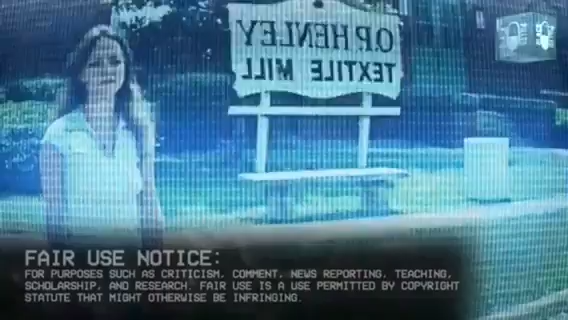 O.P. HENLEY
TEXTILE MILL
FAIR USE NOTICE:
FOR PURPOSES SUCH AS CRITICISM, COMMENT, NEWS REPORTING, TEACHING,
SCHOLARSHIP, AND RESEARCH. FAIR USE IS A USE PERMITTED BY COPYRIGHT
STATUTE THAT MIGHT OTHERWISE BE INFRINGING.